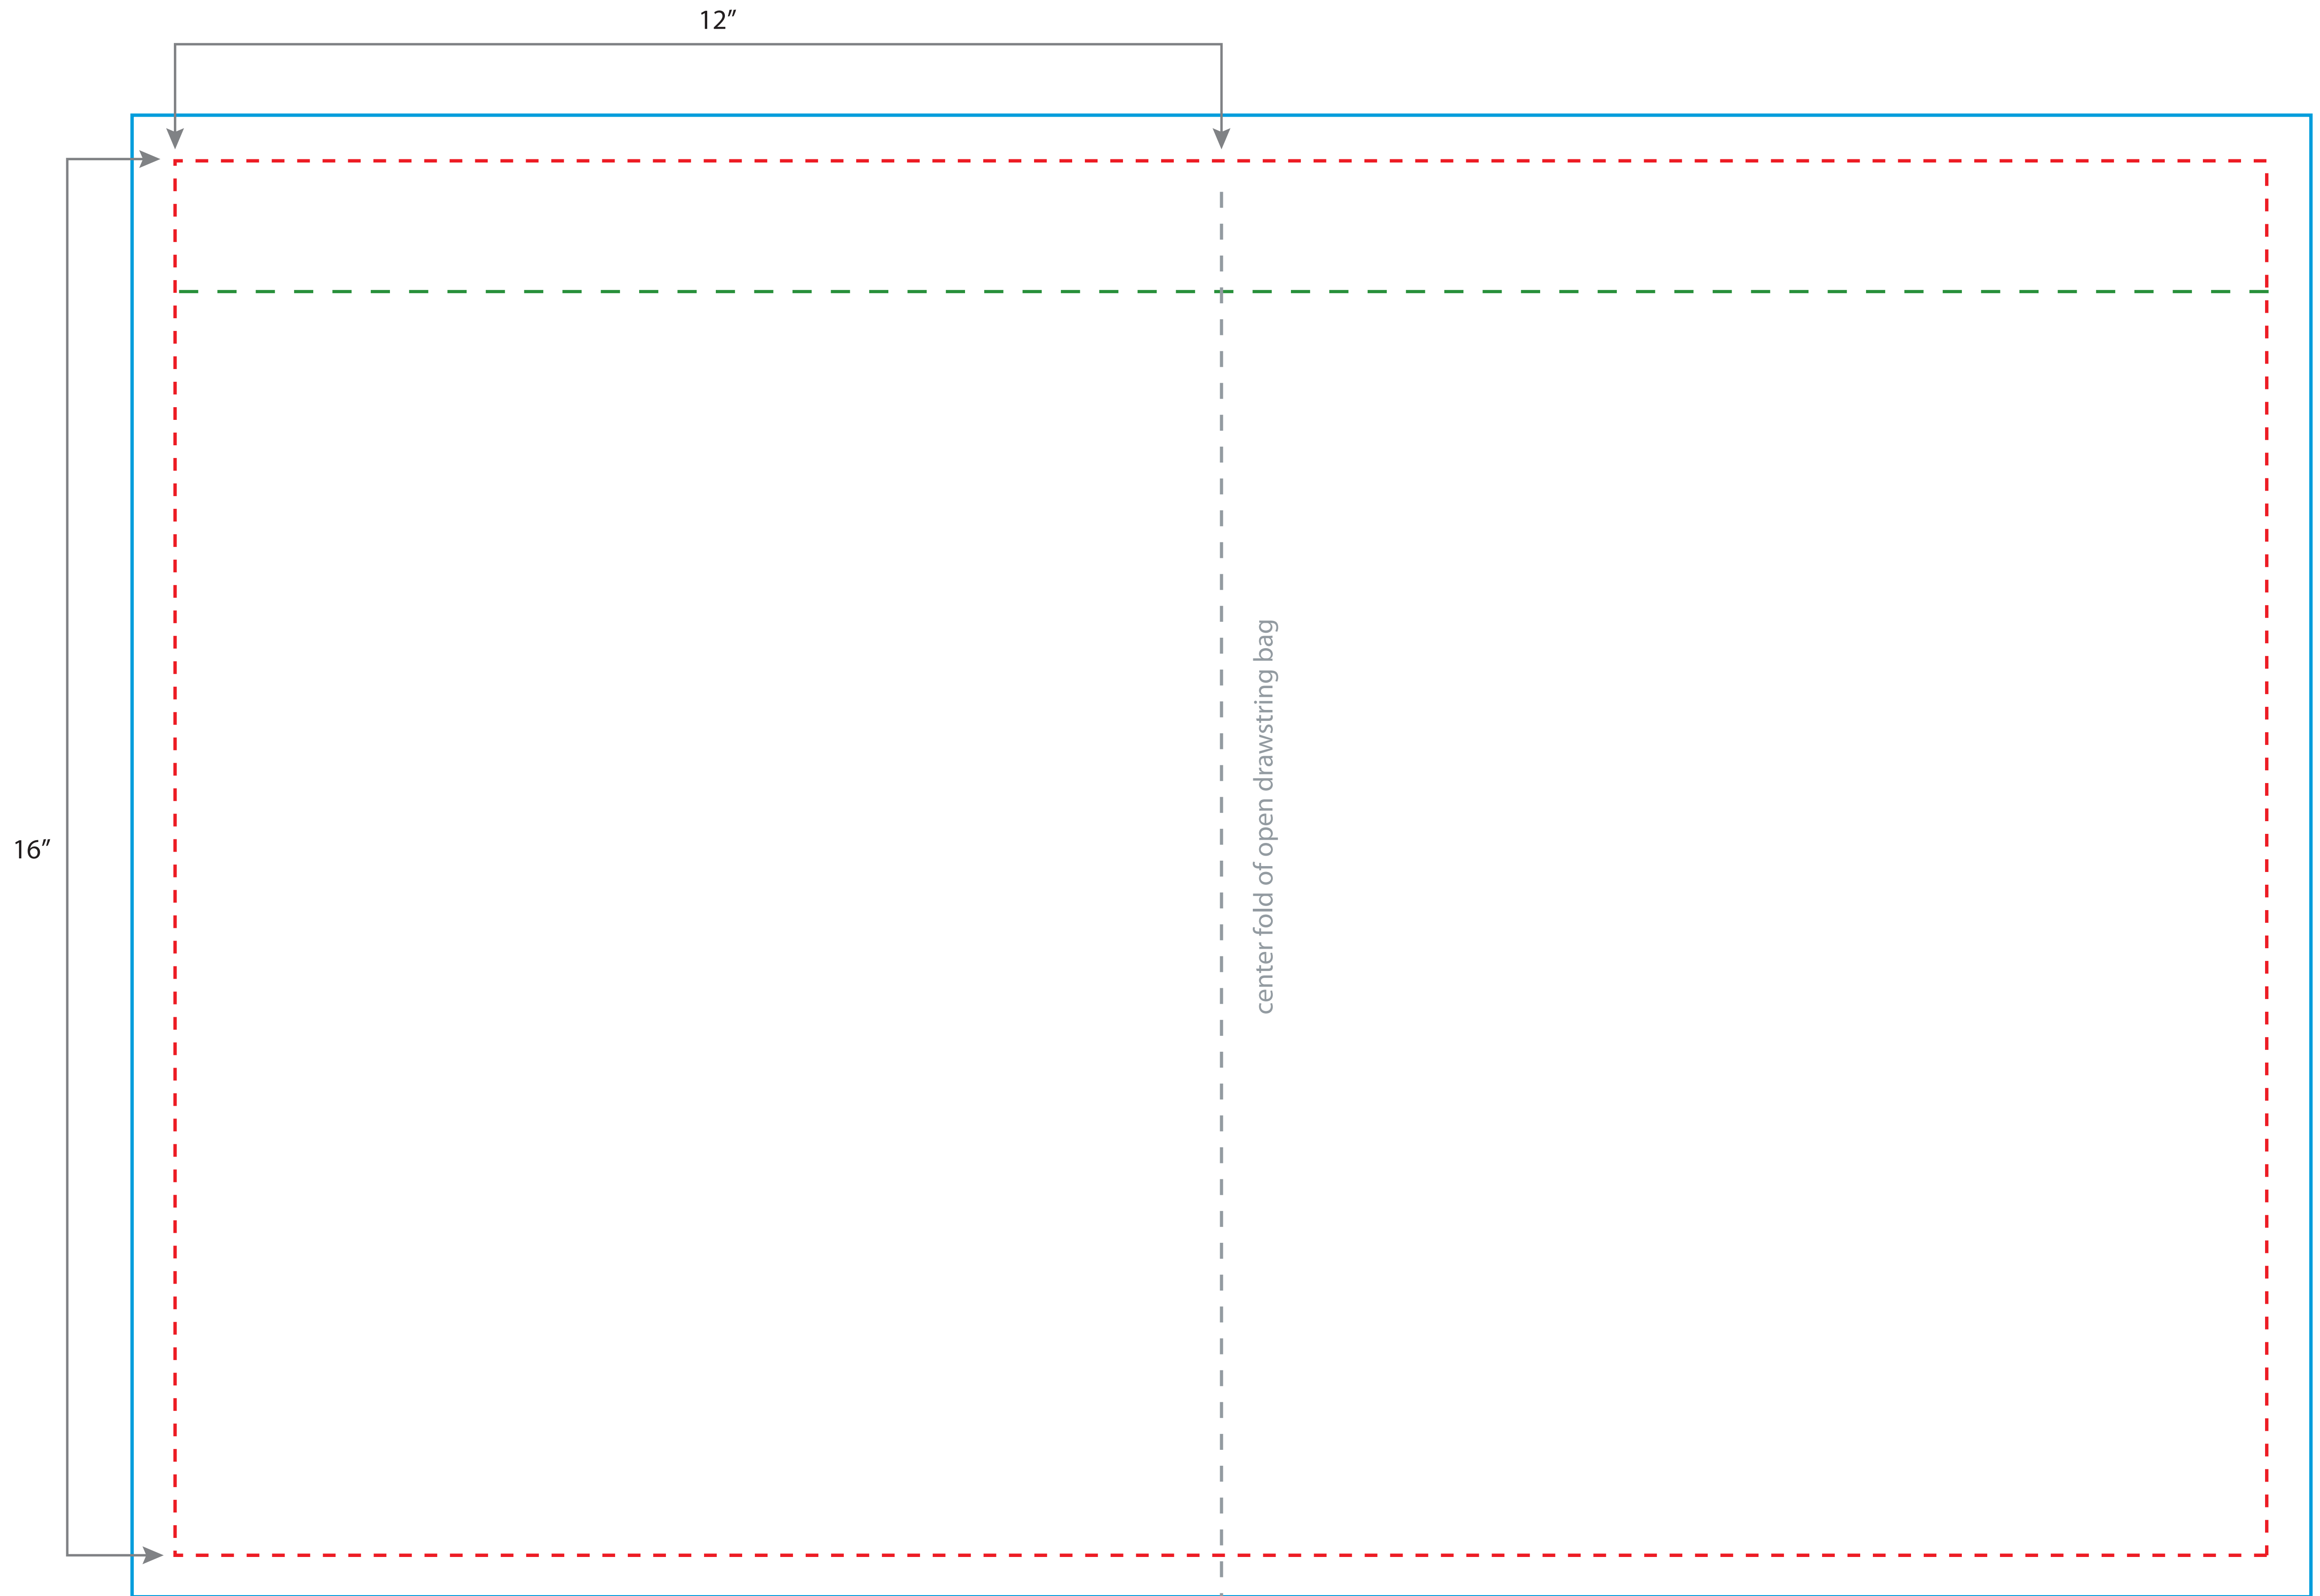 12”
16”
center fold of open drawstring bag